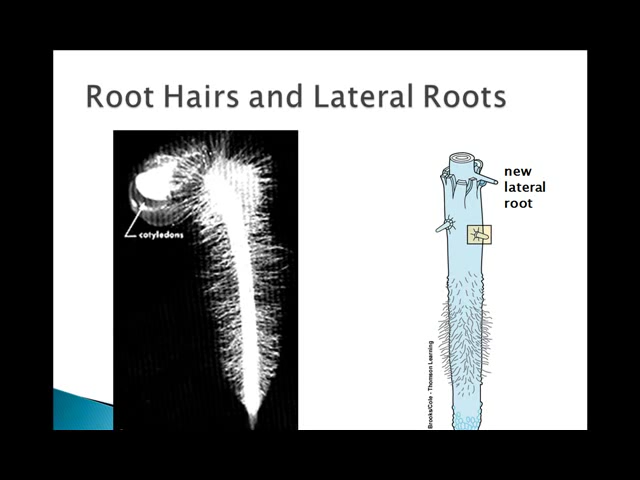 Root Hairs and Lateral Roots
cotyledons
new
lateral
root
Brooks/Cole - Thomson Learning